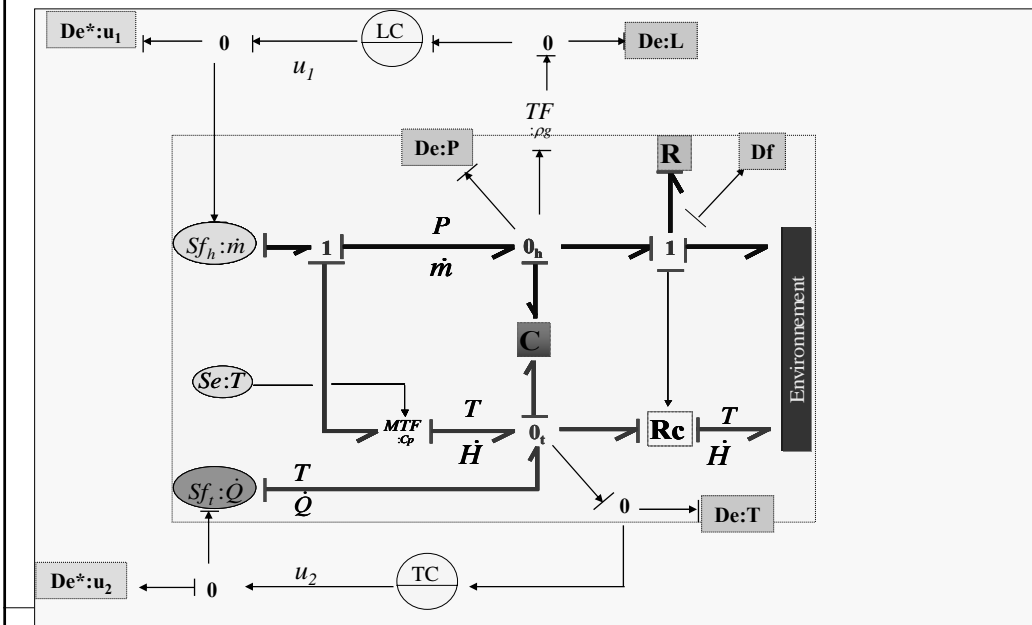 De*:u1
0
LC
0
De:L
u1
TF
:ρg
De:P
R
Df
Sfh:ṁ
1
P
ṁ
0h
1
C
Environnement
Se:T
MTF
:Cp
T
Ḣ
0t
Rc
T
Ḣ
Sft:Q̇
T
Q̇
0
De:T
De*:u2
0
u2
TC